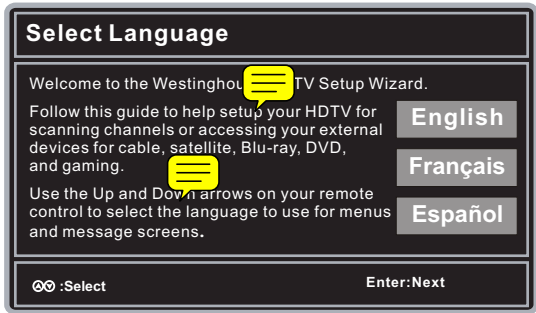 Select Language
Welcome to the Westinghou TV Setup Wizard.
Follow this guide to help setup your HDTV for
scanning channels or accessing your external
devices for cable, satellite, Blu-ray, DVD,
and gaming.
Use the Up and Down arrows on your remote
control to select the language to use for menus
and message screens.
English
Français
Español
:Select
Enter:Next